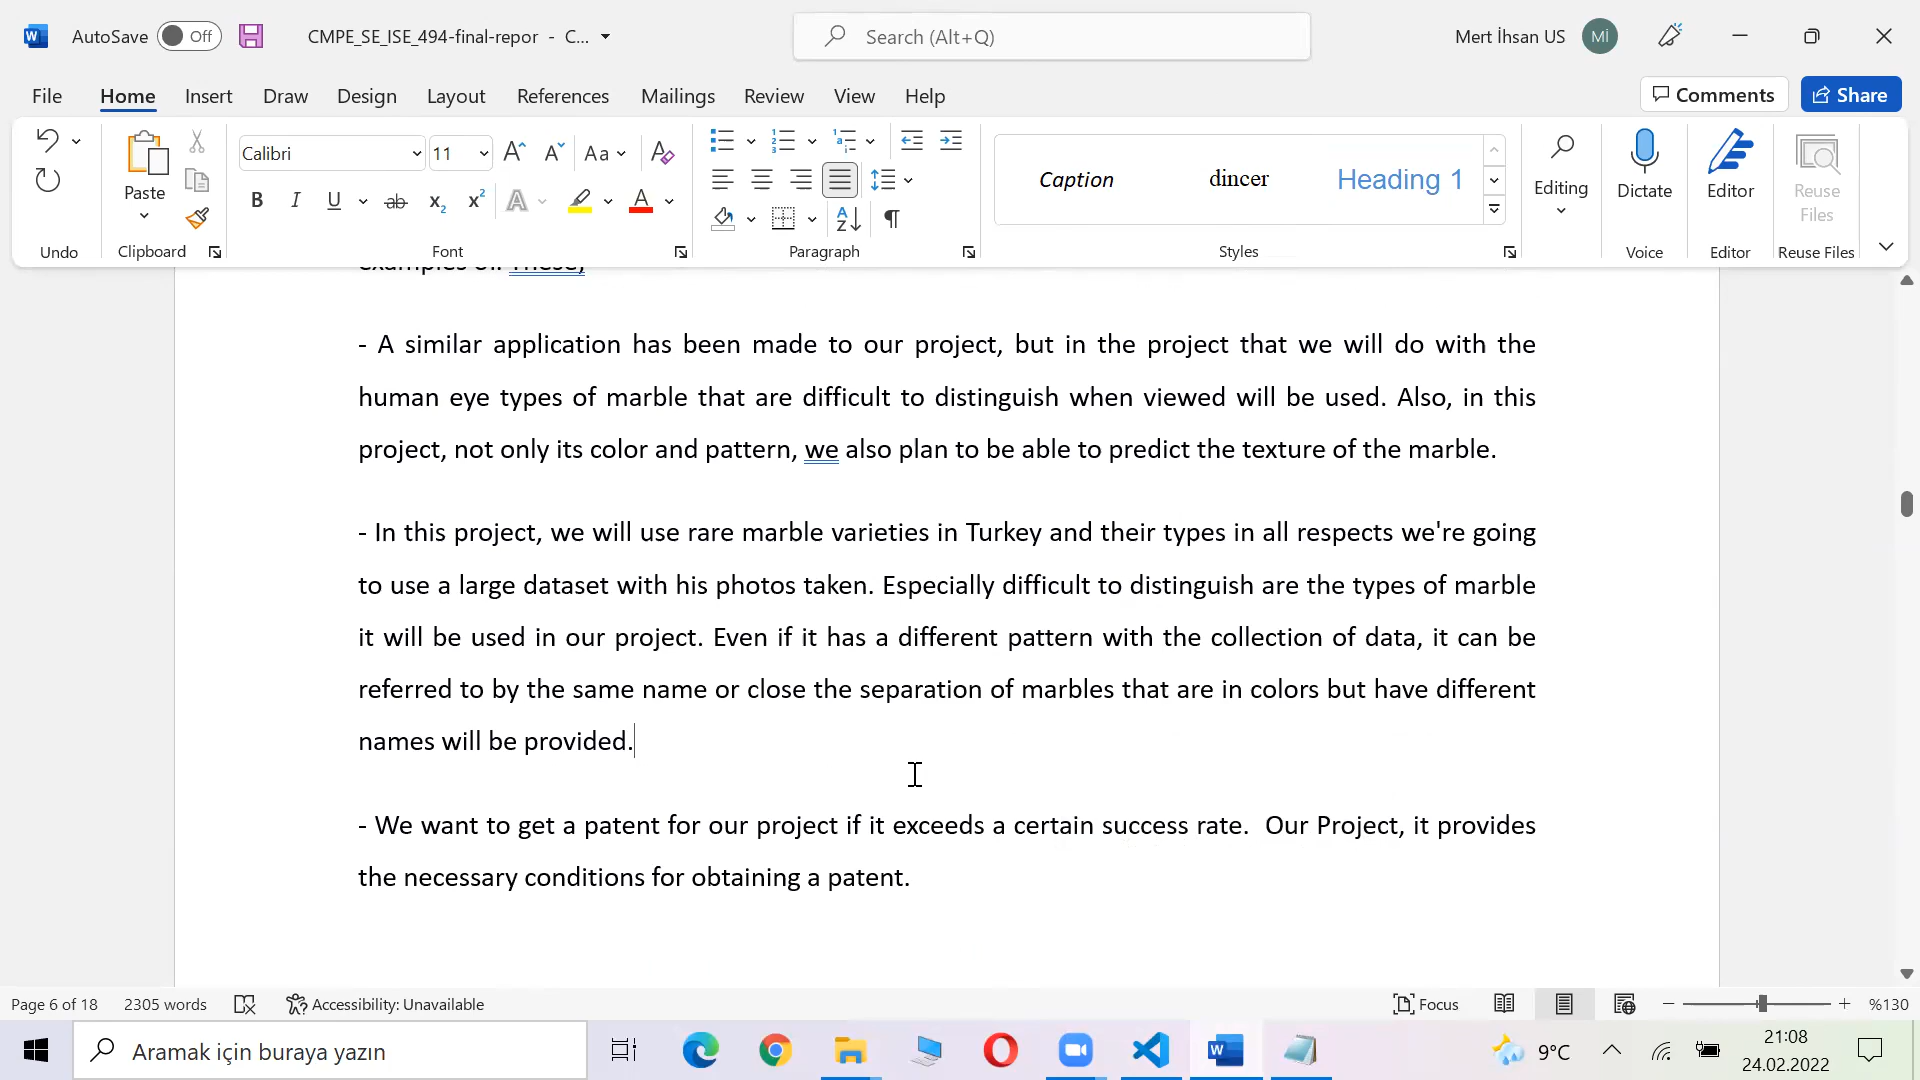 AutoSave Off CMPE_SE_ISE_494-final-repor - C... Search (Alt+Q) Mert İhsan US Mİ
File Home Insert Draw Design Layout References Mailings Review View Help Comments Share
Paste
Calibri 11 Aa
B I U ab x2 x2 A A
A Z ¶
Caption dincer Heading 1
Editing Dictate Editor Reuse Files
Undo Clipboard Font Paragraph Styles Voice Editor Reuse Files
examples of. These,
- A similar application has been made to our project, but in the project that we will do with the
human eye types of marble that are difficult to distinguish when viewed will be used. Also, in this
project, not only its color and pattern, we also plan to be able to predict the texture of the marble.
- In this project, we will use rare marble varieties in Turkey and their types in all respects we're going
to use a large dataset with his photos taken. Especially difficult to distinguish are the types of marble
it will be used in our project. Even if it has a different pattern with the collection of data, it can be
referred to by the same name or close the separation of marbles that are in colors but have different
names will be provided.
- We want to get a patent for our project if it exceeds a certain success rate.  Our Project, it provides
the necessary conditions for obtaining a patent.
Page 6 of 18 2305 words Accessibility: Unavailable Focus %130
Aramak için buraya yazın 9°C 21:08
24.02.2022